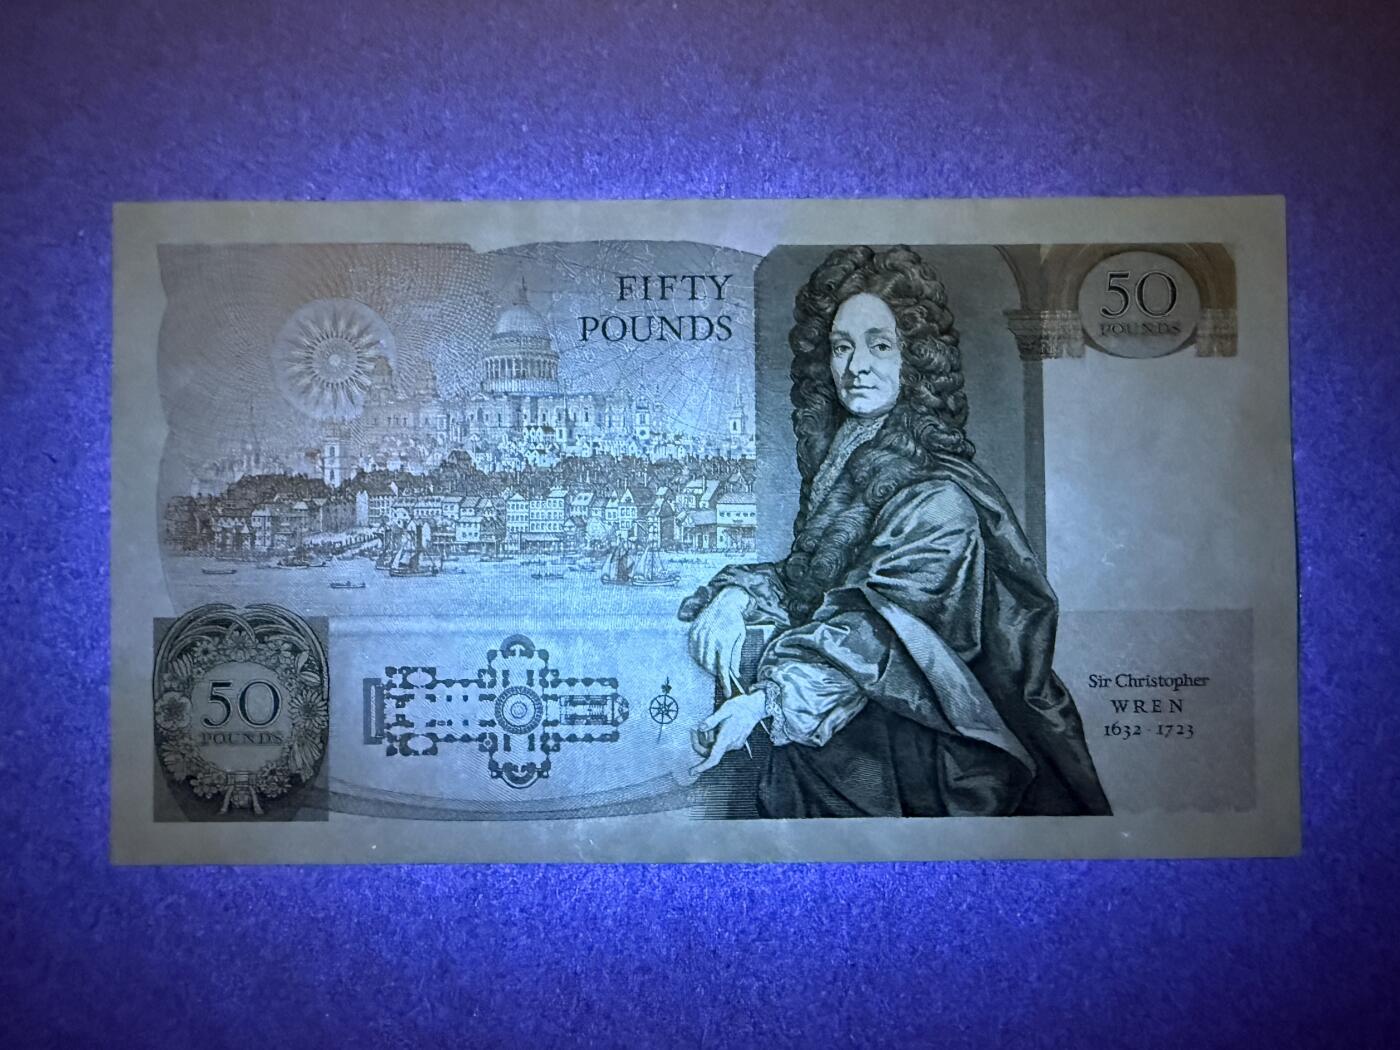 FIFTY
POUNDS
50
POUNDS
50
POUNDS
Sir Christopher
WREN
1632 · 1723